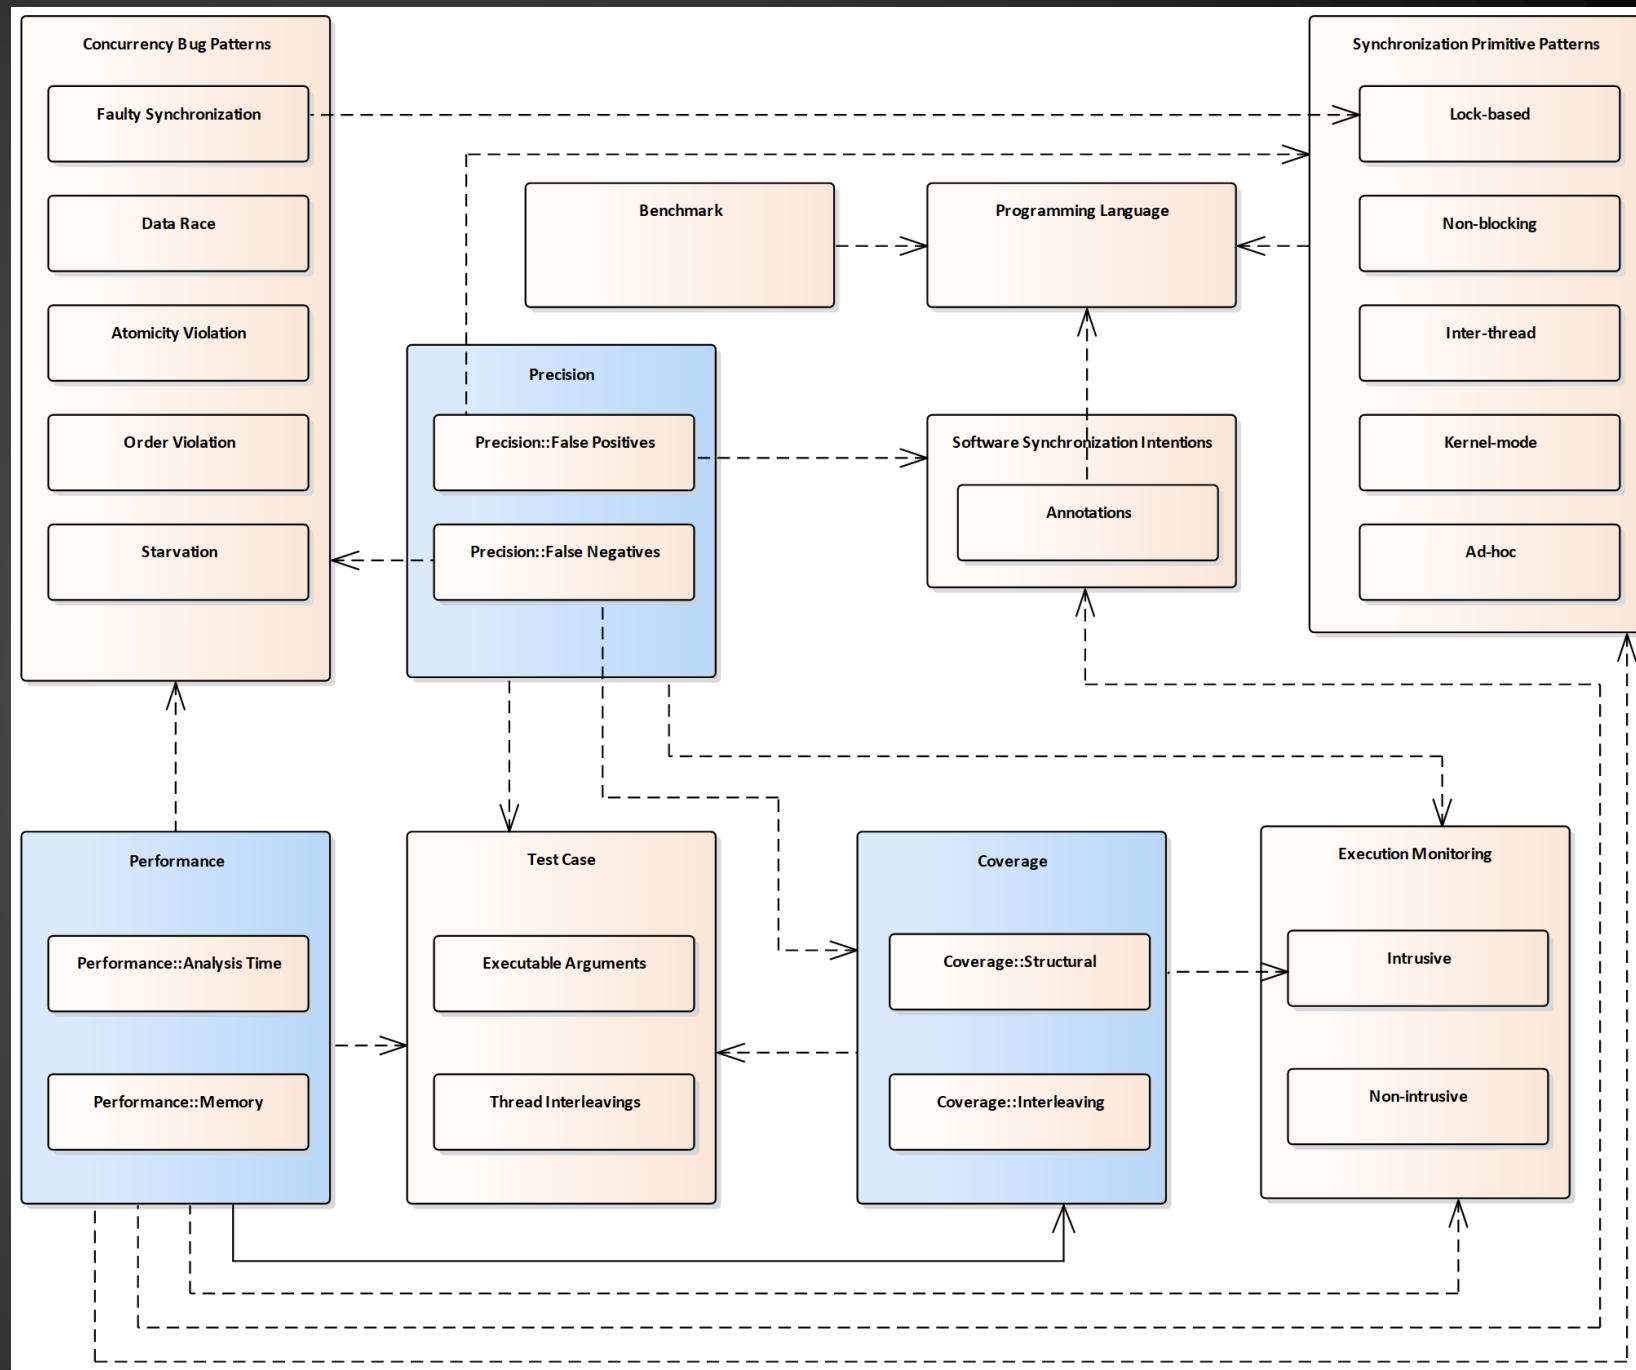 Concurrency Bug Patterns
Faulty Synchronization
Data Race
Atomicity Violation
Order Violation
Starvation
Synchronization Primitive Patterns
Lock-based
Non-blocking
Inter-thread
Kernel-mode
Ad-hoc
Benchmark
Programming Language
Precision
Precision::False Positives
Precision::False Negatives
Software Synchronization Intentions
Annotations
Performance
Performance::Analysis Time
Performance::Memory
Test Case
Executable Arguments
Thread Interleavings
Coverage
Coverage::Structural
Coverage::Interleaving
Execution Monitoring
Intrusive
Non-intrusive